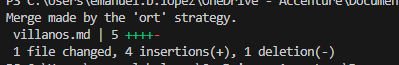 PS C:\Users\emanuel.b.lopez\OneDrive - Accenture\Docume
Merge made by the 'ort' strategy.
villanos.md | 5 ++++-
1 file changed, 4 insertions(+), 1 deletion(-)